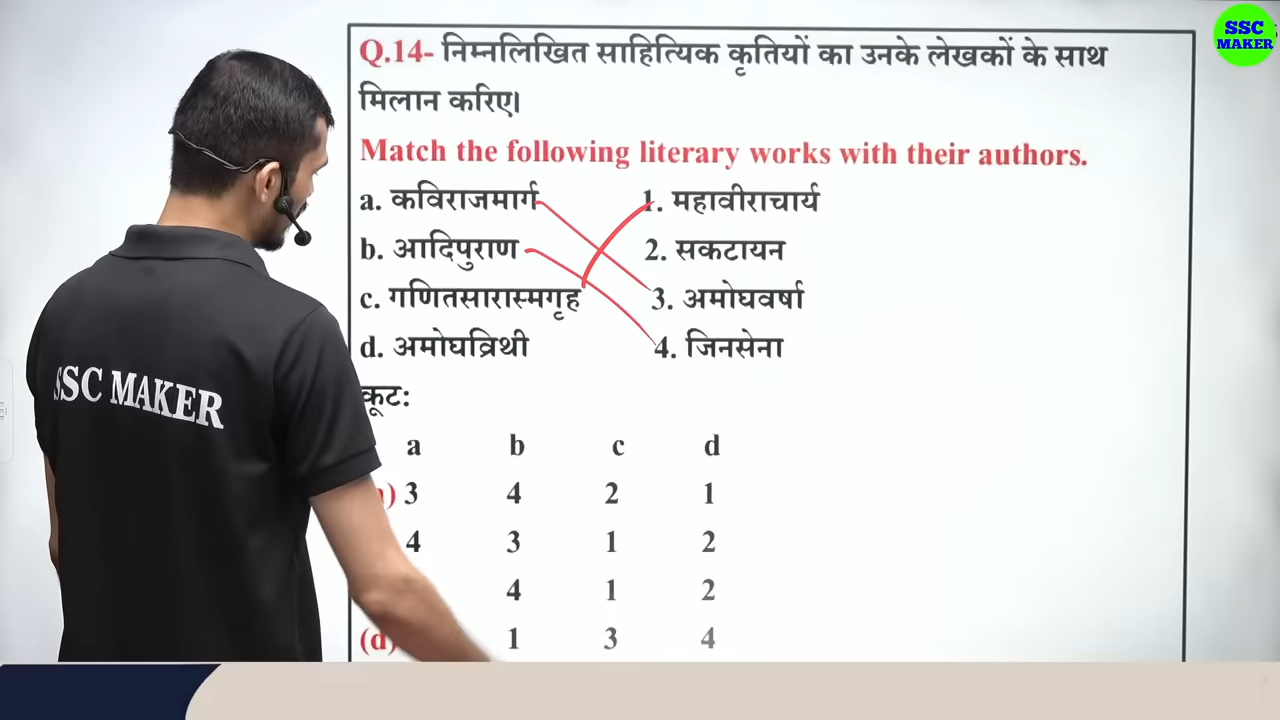 SSC
MAKER
Q.14- निम्नलिखित साहित्यिक कृतियों का उनके लेखकों के साथ
मिलान करिए।
Match the following literary works with their authors.
a. कविराजमार्ग 1. महावीराचार्य
b. आदिपुराण 2. सकटायन
c. गणितसारास्मगृह 3. अमोघवर्षा
d. अमोघव्रिथी 4. जिनसेना
कूट:
a b c d
3 4 2 1
4 3 1 2
4 1 2
(d) 1 3 4
SSC MAKER